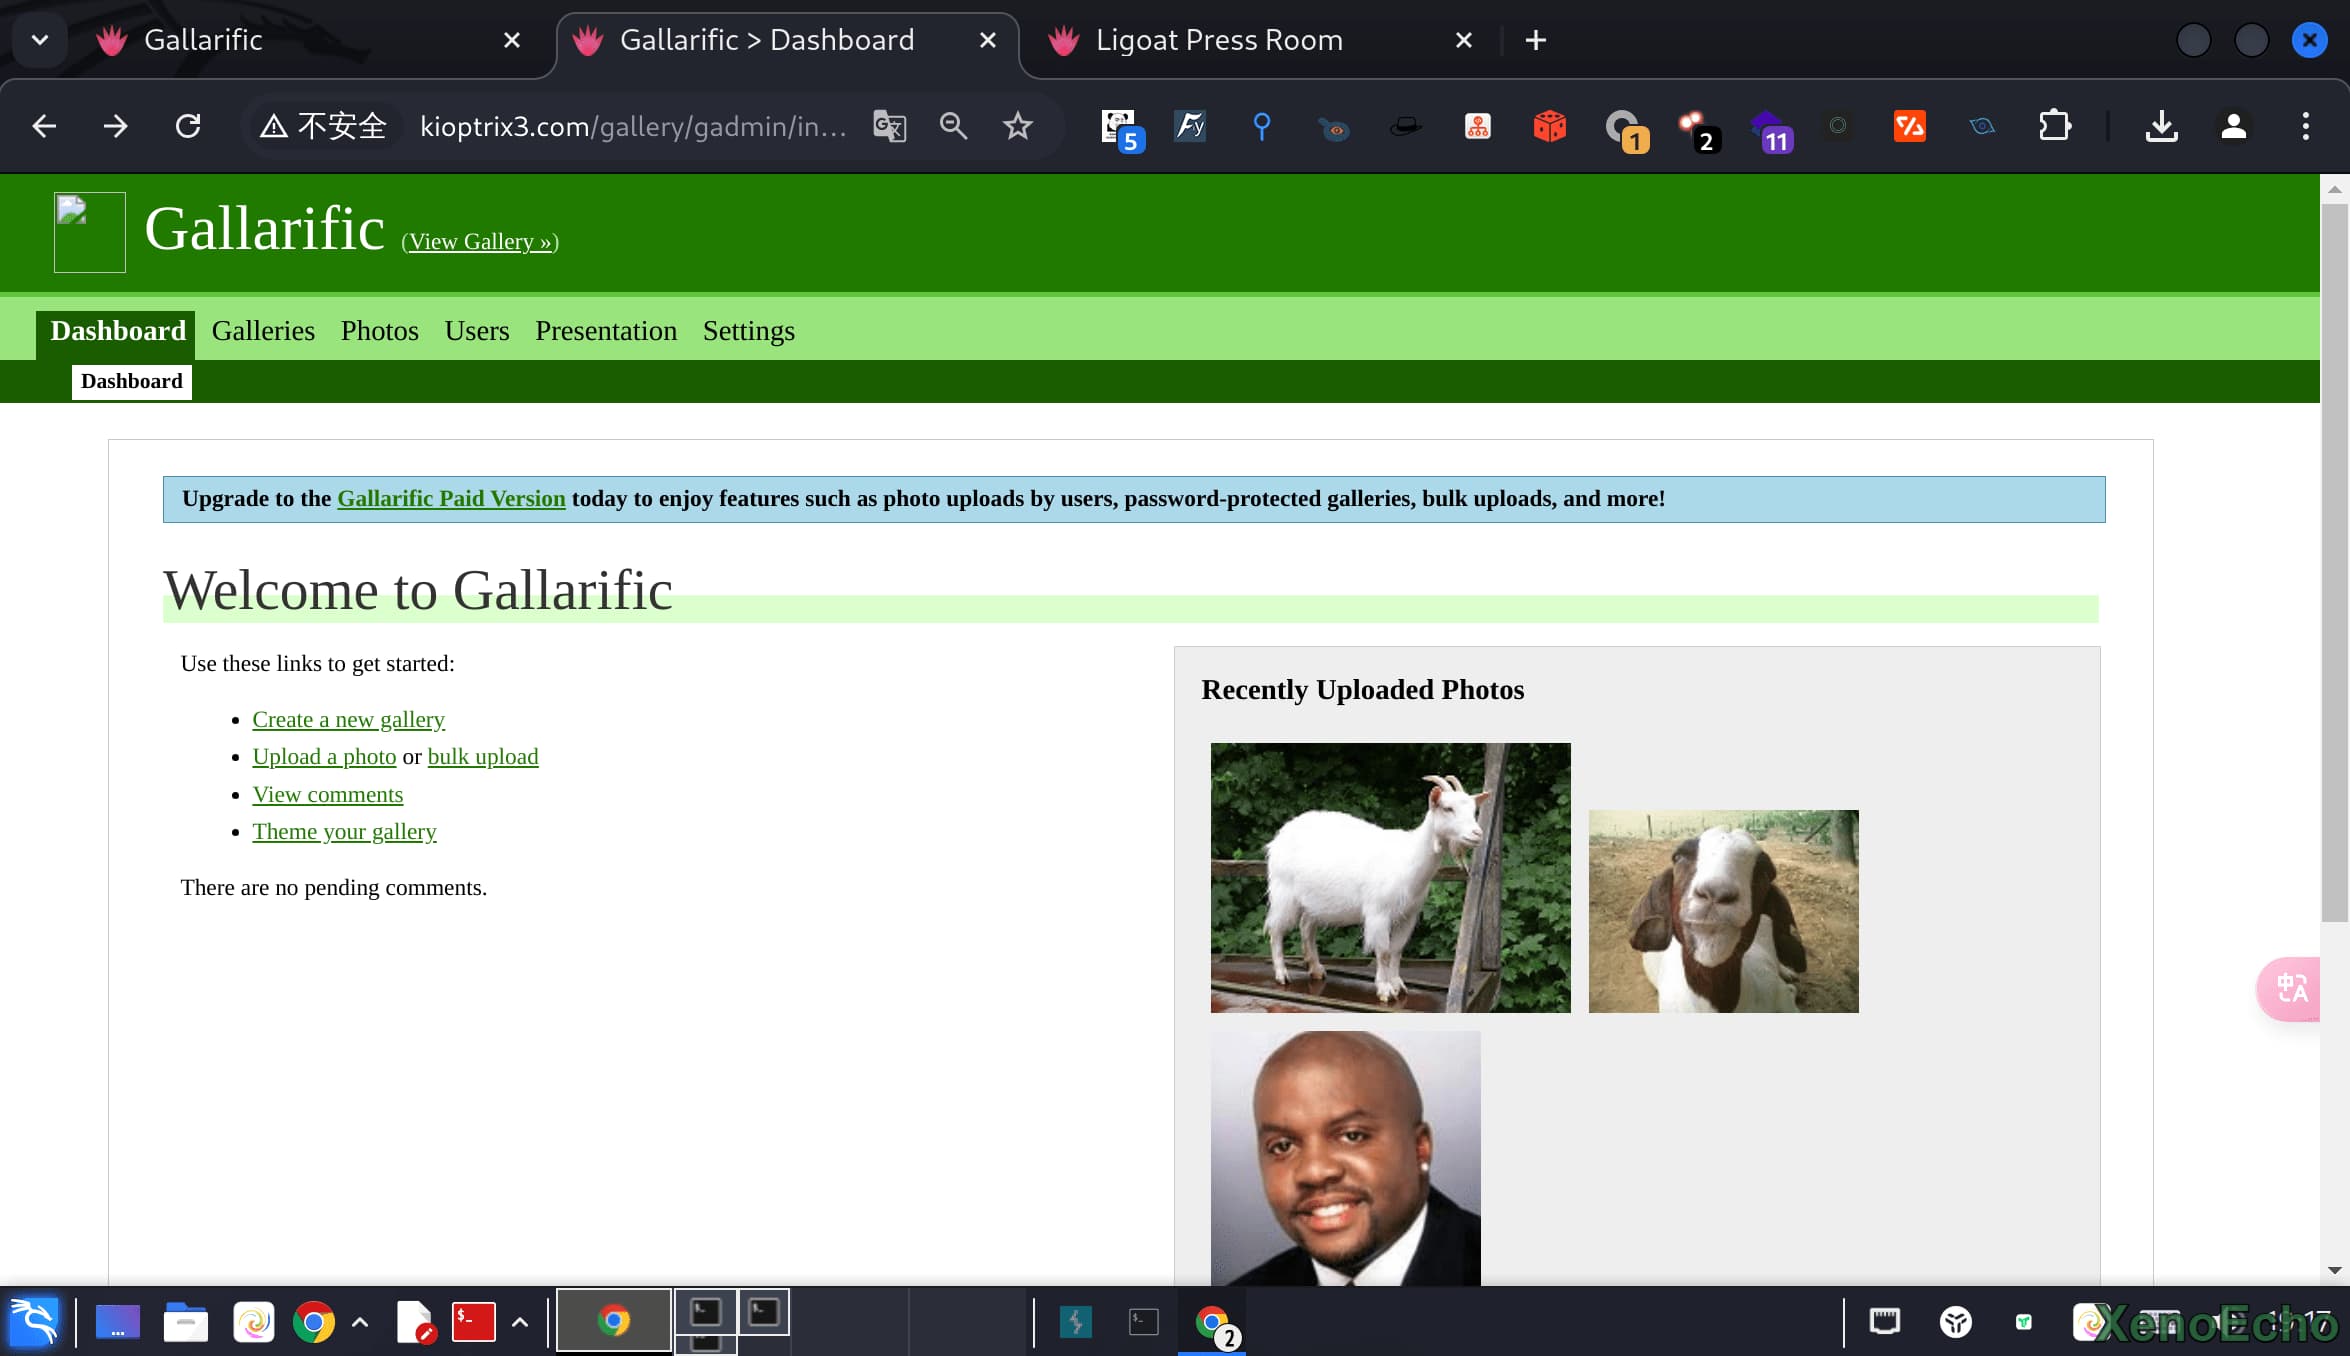 Gallarific
Gallarific > Dashboard
Ligoat Press Room
不安全
kioptrix3.com/gallery/gadmin/in...
5
Fy
1
2
11
Gallarific (View Gallery »)
Dashboard Galleries Photos Users Presentation Settings
Dashboard
Upgrade to the Gallarific Paid Version today to enjoy features such as photo uploads by users, password-protected galleries, bulk uploads, and more!
Welcome to Gallarific
Use these links to get started:
Create a new gallery
Upload a photo or bulk upload
View comments
Theme your gallery
There are no pending comments.
Recently Uploaded Photos
中A
2
XenoEcho